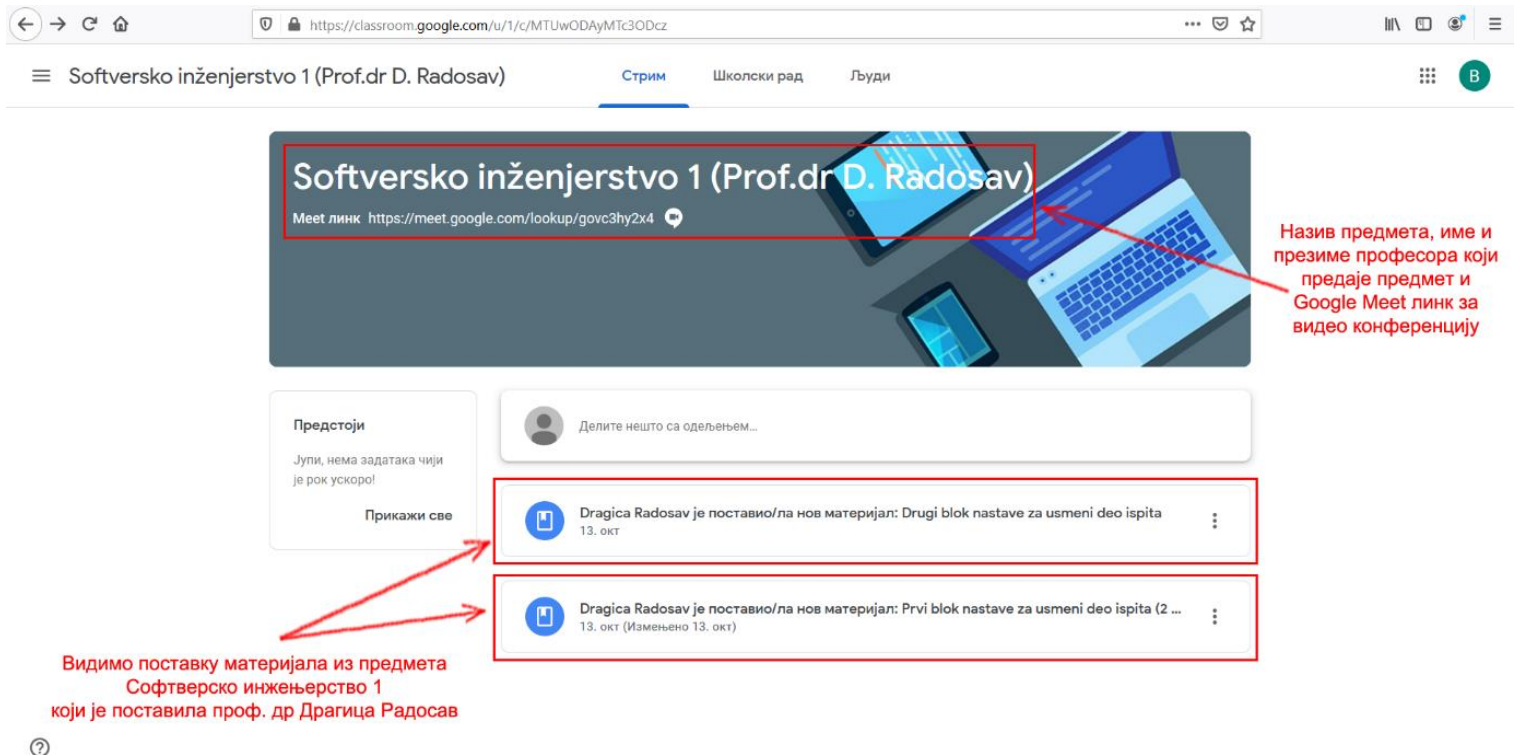 https://classroom.google.com/u/1/c/MTUwODAyMTc3ODcz
Softversko inženjerstvo 1 (Prof.dr D. Radosav)
Стрим
Школски рад
Људи
B
Softversko inženjerstvo 1 (Prof.dr D. Radosav)
Meet линк https://meet.google.com/lookup/govc3hy2x4
Назив предмета, име и
презиме професора који
предаје предмет и
Google Meet линк за
видео конференцију
Предстоји
Јупи, нема задатака чији
је рок ускоро!
Прикажи све
Делите нешто са одељењем...
Dragica Radosav је поставио/ла нов материјал: Drugi blok nastave za usmeni deo ispita
13. окт
Dragica Radosav је поставио/ла нов материјал: Prvi blok nastave za usmeni deo ispita (2 ...
13. окт (Измењено 13. окт)
Видимо поставку материјала из предмета
Софтверско инжењерство 1
који је поставила проф. др Драгица Радосав